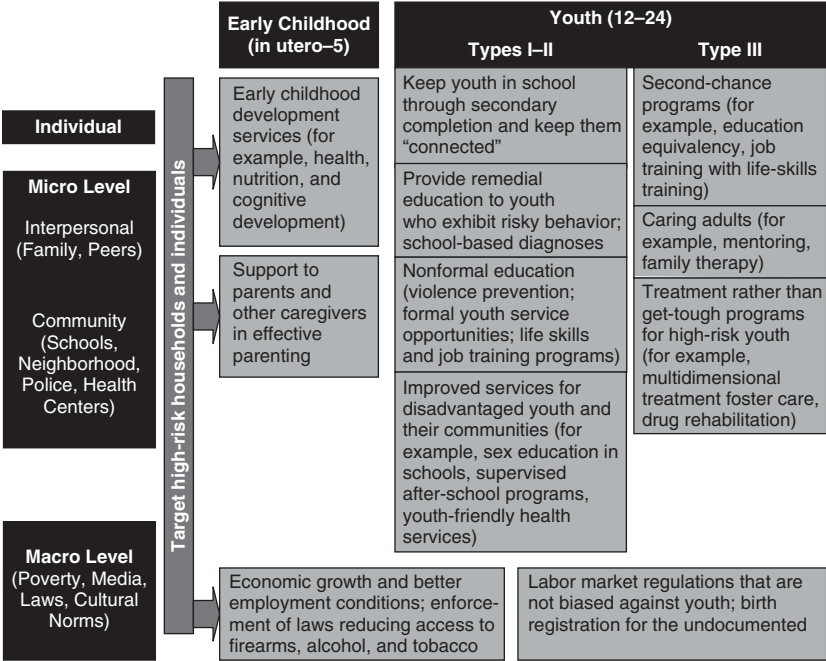 Early Childhood
(in utero–5)
Youth (12–24)
Types I–II
Type III
Individual
Micro Level
Interpersonal
(Family, Peers)
Community
(Schools,
Neighborhood,
Police, Health
Centers)
Macro Level
(Poverty, Media,
Laws, Cultural
Norms)
Target high-risk households and individuals
Early childhood
development
services (for
example, health,
nutrition, and
cognitive
development)
Support to
parents and
other caregivers
in effective
parenting
Keep youth in school
through secondary
completion and keep them
“connected”
Provide remedial
education to youth
who exhibit risky behavior;
school-based diagnoses
Nonformal education
(violence prevention;
formal youth service
opportunities; life skills
and job training programs)
Improved services for
disadvantaged youth and
their communities (for
example, sex education in
schools, supervised
after-school programs,
youth-friendly health
services)
Second-chance
programs (for
example, education
equivalency, job
training with life-skills
training)
Caring adults (for
example, mentoring,
family therapy)
Treatment rather than
get-tough programs
for high-risk youth
(for example,
multidimensional
treatment foster care,
drug rehabilitation)
Economic growth and better
employment conditions; enforce-
ment of laws reducing access to
firearms, alcohol, and tobacco
Labor market regulations that are
not biased against youth; birth
registration for the undocumented